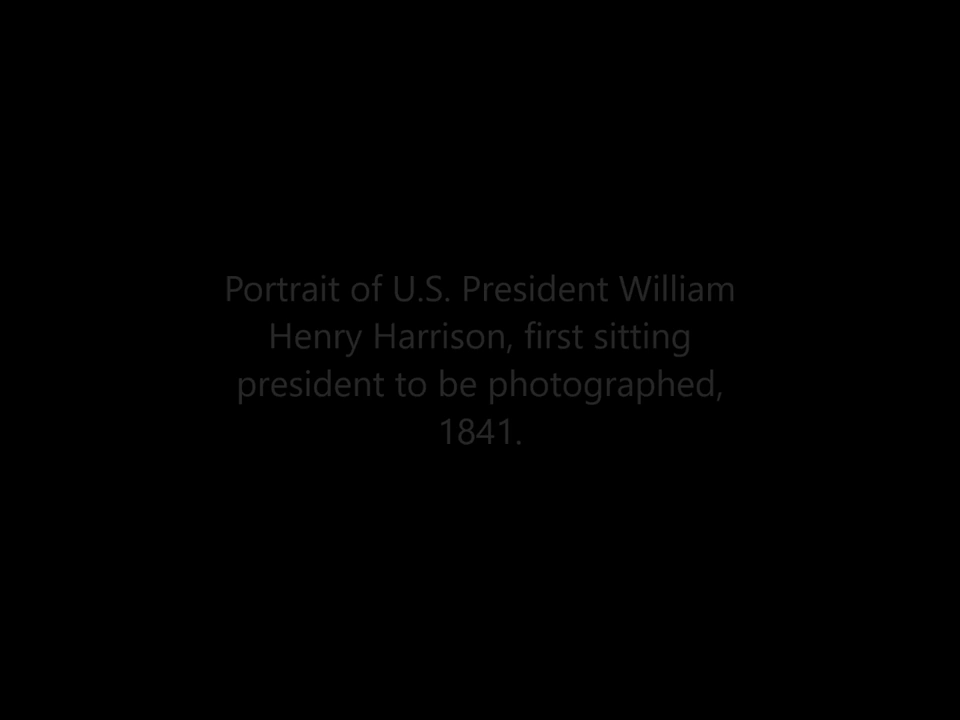 Portrait of U.S. President William
Henry Harrison, first sitting
president to be photographed,
1841.